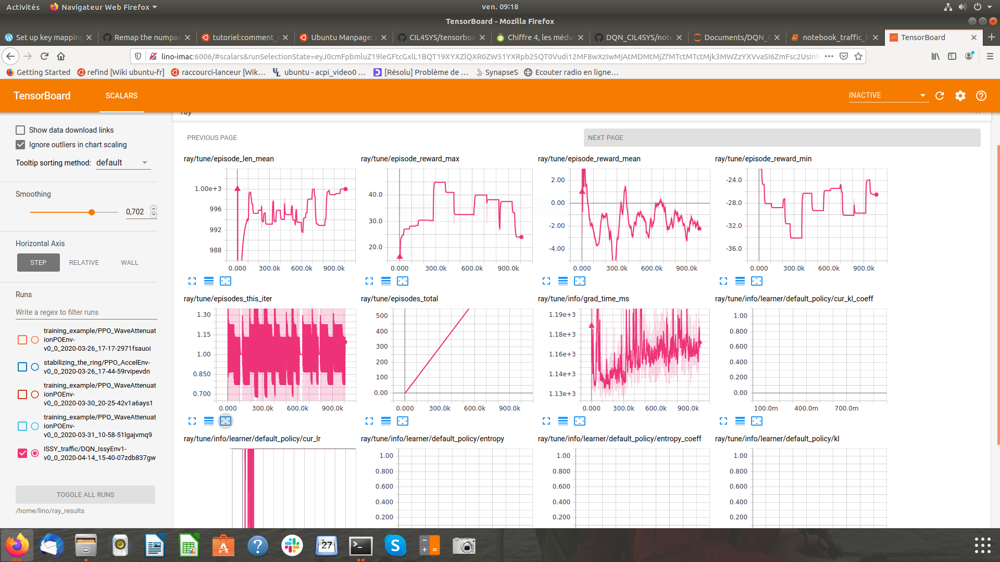 Activités
Navigateur Web Firefox
ven. 09:18
TensorBoard - Mozilla Firefox
Set up key mapping
Remap the numpa
tutoriel:comment_
Ubuntu Manpage:
CIL4SYS/tensorboa
Chiffre 4, les médu
DQN_CIL4SYS/note
Documents/DQN_C
notebook_traffic_l
TensorBoard
Getting Started
refind [Wiki ubuntu-fr]
raccourci-lanceur [Wik...
ubuntu - acpi_video0 ...
[Résolu] Problème de ...
SynapseS
Ecouter radio en ligne...
TensorBoard
SCALARS
INACTIVE
Show data download links
Ignore outliers in chart scaling
Tooltip sorting method: default
Smoothing
0,702
Horizontal Axis
STEP
RELATIVE
WALL
Runs
Write a regex to filter runs
training_example/PPO_WaveAttenuat
ionPOEnv-
v0_0_2020-03-26_17-17-2971fsauoi
stabilizing_the_ring/PPO_AccelEnv-
v0_0_2020-03-26_17-44-59rvipevdn
training_example/PPO_WaveAttenuat
ionPOEnv-
v0_0_2020-03-30_20-25-42v1a6ays1
training_example/PPO_WaveAttenuat
ionPOEnv-
v0_0_2020-03-31_10-58-51lgajvmq9
ISSY_traffic/DQN_IssyEnv1-
v0_0_2020-04-14_15-40-07zdb837gw
TOGGLE ALL RUNS
/home/lino/ray_results
ray
PREVIOUS PAGE
NEXT PAGE
ray/tune/episode_len_mean
1.00e+3
996
992
988
0.000 300.0k 600.0k 900.0k
ray/tune/episode_reward_max
40.0
30.0
20.0
0.000 300.0k 900.0k
ray/tune/episode_reward_mean
2.00
0.00
-2.00
-4.00
0.000 300.0k 600.0k 900.0k
ray/tune/episode_reward_min
-24.0
-28.0
-32.0
-36.0
0.000 300.0k 600.0k 900.0k
ray/tune/episodes_this_iter
1.30
1.15
1.00
0.850
0.700
0.000 300.0k 600.0k 900.0k
ray/tune/episodes_total
500
400
300
200
100
0.00
0.000 300.0k 600.0k 900.0k
ray/tune/info/grad_time_ms
1.19e+3
1.18e+3
1.16e+3
1.14e+3
1.13e+3
0.000 300.0k 600.0k 900.0k
ray/tune/info/learner/default_policy/cur_kl_coeff
1.00
0.800
0.600
0.400
0.200
0.00
100.0m 400.0m 700.0m
ray/tune/info/learner/default_policy/cur_lr
ray/tune/info/learner/default_policy/entropy
1.00
0.800
0.600
0.400
0.200
ray/tune/info/learner/default_policy/entropy_coeff
1.00
0.800
0.600
0.400
0.200
ray/tune/info/learner/default_policy/kl
1.00
0.800
0.600
0.400
0.200
27